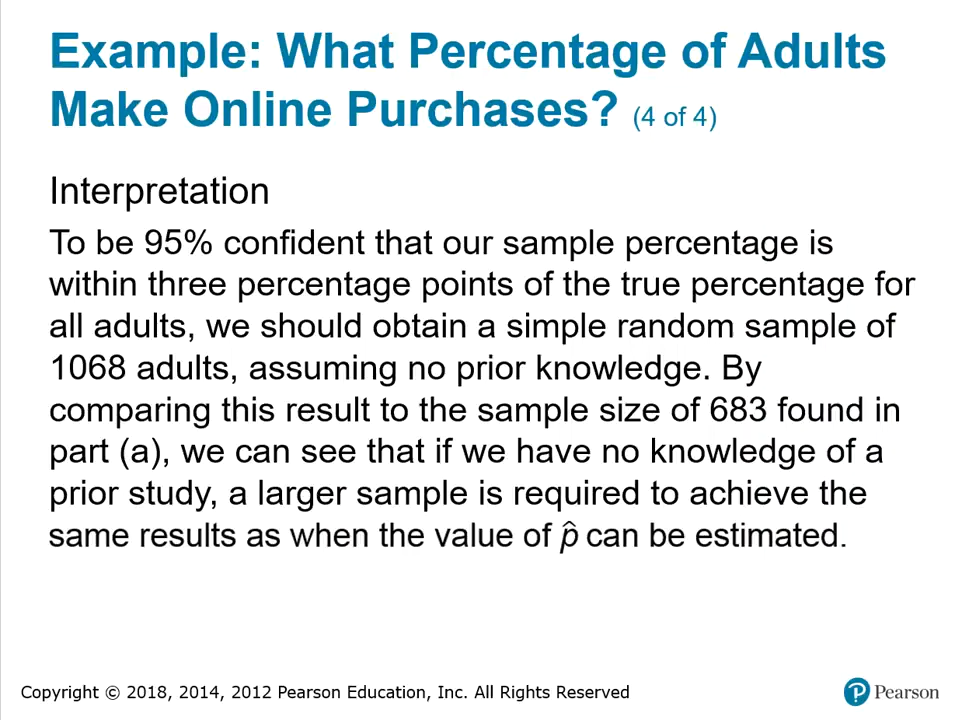 Example: What Percentage of Adults
Make Online Purchases? (4 of 4)
Interpretation
To be 95% confident that our sample percentage is
within three percentage points of the true percentage for
all adults, we should obtain a simple random sample of
1068 adults, assuming no prior knowledge. By
comparing this result to the sample size of 683 found in
part (a), we can see that if we have no knowledge of a
prior study, a larger sample is required to achieve the
same results as when the value of p̂ can be estimated.
Copyright © 2018, 2014, 2012 Pearson Education, Inc. All Rights Reserved
P Pearson